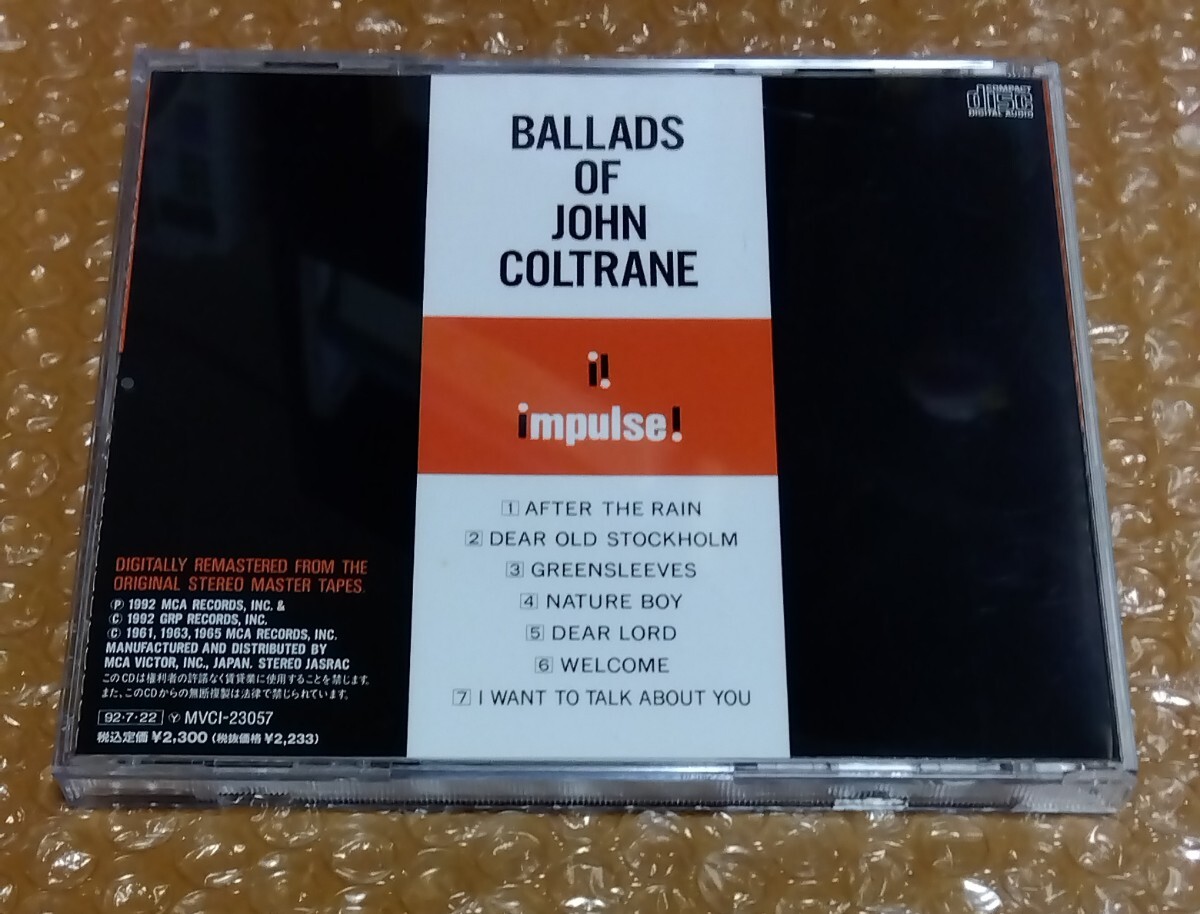 COMPACT
disc
DIGITAL AUDIO
BALLADS
OF
JOHN
COLTRANE
i!
impulse!
1 AFTER THE RAIN
2 DEAR OLD STOCKHOLM
3 GREENSLEEVES
4 NATURE BOY
5 DEAR LORD
6 WELCOME
7 I WANT TO TALK ABOUT YOU
DIGITALLY REMASTERED FROM THE
ORIGINAL STEREO MASTER TAPES.
Ⓟ 1992 MCA RECORDS, INC. &
Ⓒ 1992 GRP RECORDS, INC.
Ⓒ 1961, 1963, 1965 MCA RECORDS, INC.
MANUFACTURED AND DISTRIBUTED BY
MCA VICTOR, INC., JAPAN. STEREO JASRAC
このCDは権利者の許諾なく賃貸業に使用することを禁じます。
また、このCDからの無断複製は法律で禁じられています。
92・7・22 Ⓨ MVCI-23057
税込定価 ¥2,300 (税抜価格 ¥2,233)